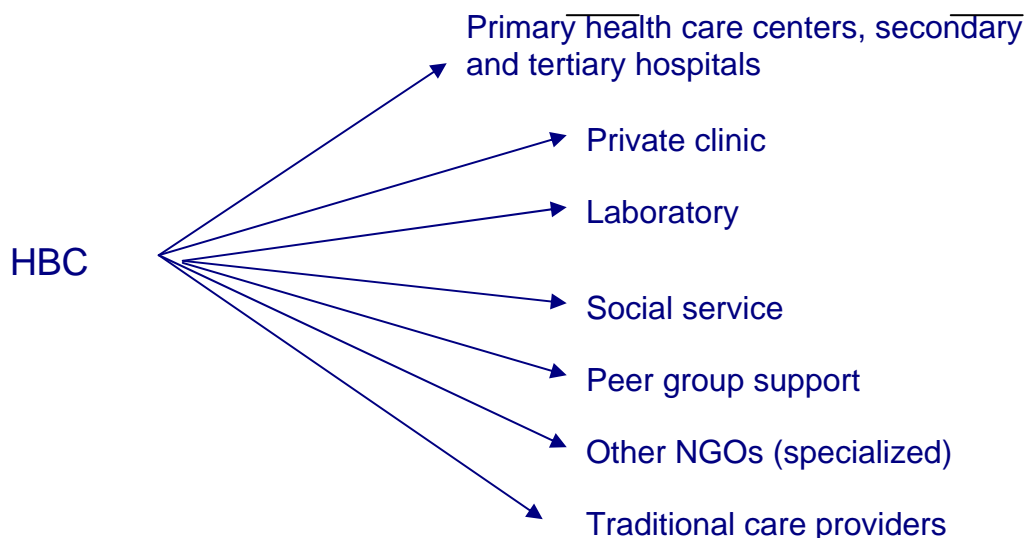 Primary health care centers, secondary
and tertiary hospitals
Private clinic
Laboratory
HBC
Social service
Peer group support
Other NGOs (specialized)
Traditional care providers